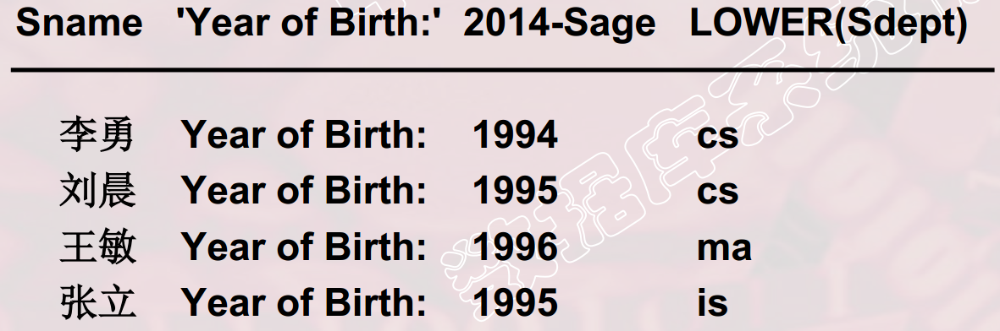 Sname 'Year of Birth:' 2014-Sage LOWER(Sdept)
李勇 Year of Birth: 1994 cs
刘晨 Year of Birth: 1995 cs
王敏 Year of Birth: 1996 ma
张立 Year of Birth: 1995 is